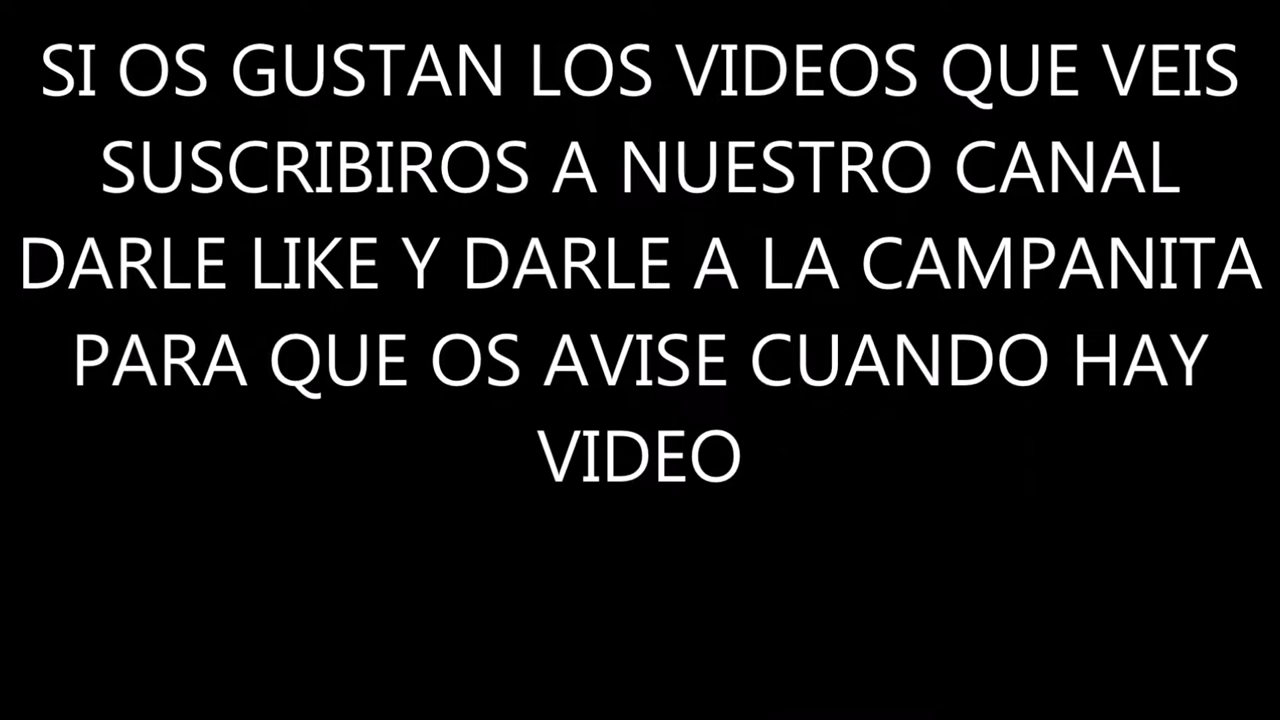 SI OS GUSTAN LOS VIDEOS QUE VEIS
SUSCRIBIROS A NUESTRO CANAL
DARLE LIKE Y DARLE A LA CAMPANITA
PARA QUE OS AVISE CUANDO HAY
VIDEO